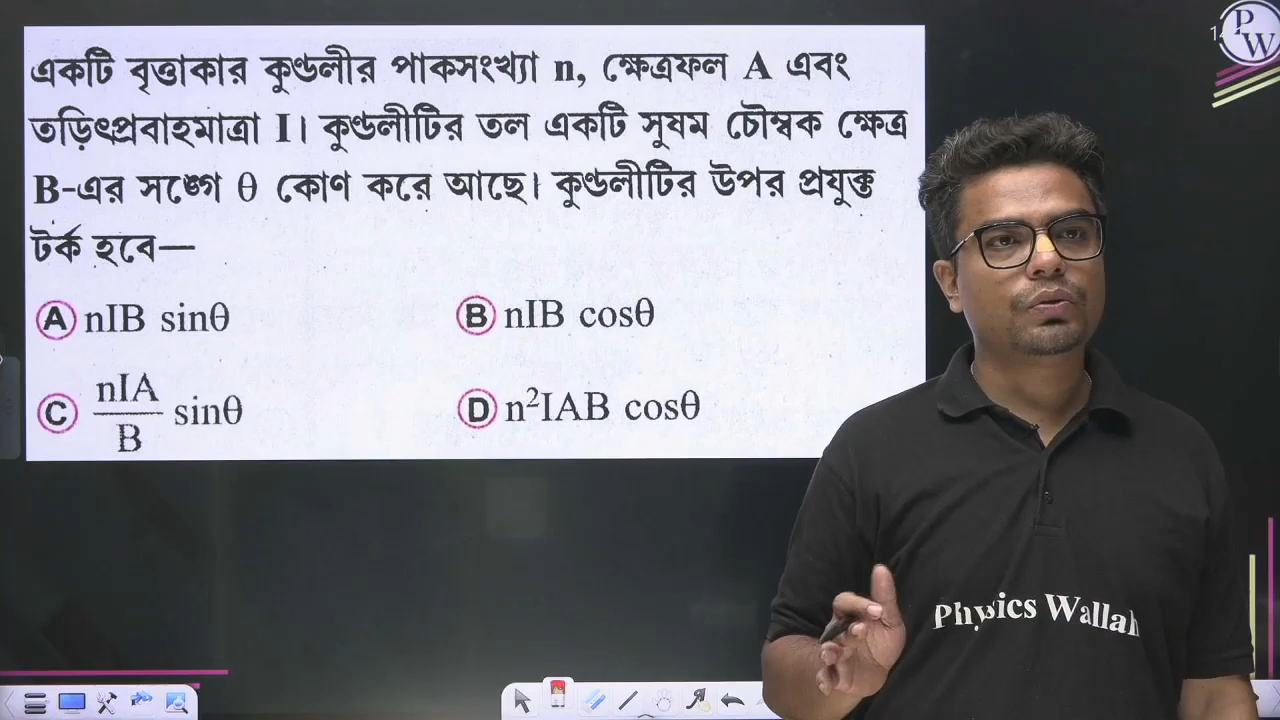 একটি বৃত্তাকার কুণ্ডলীর পাকসংখ্যা n, ক্ষেত্রফল A এবং
তড়িৎপ্রবাহমাত্রা I। কুণ্ডলীটির তল একটি সুষম চৌম্বক ক্ষেত্র
B-এর সঙ্গে θ কোণ করে আছে। কুণ্ডলীটির উপর প্রযুক্ত
টর্ক হবে—
A nIB sinθ
B nIB cosθ
C nIA/B sinθ
D n²IAB cosθ
PW
Physics Wallah